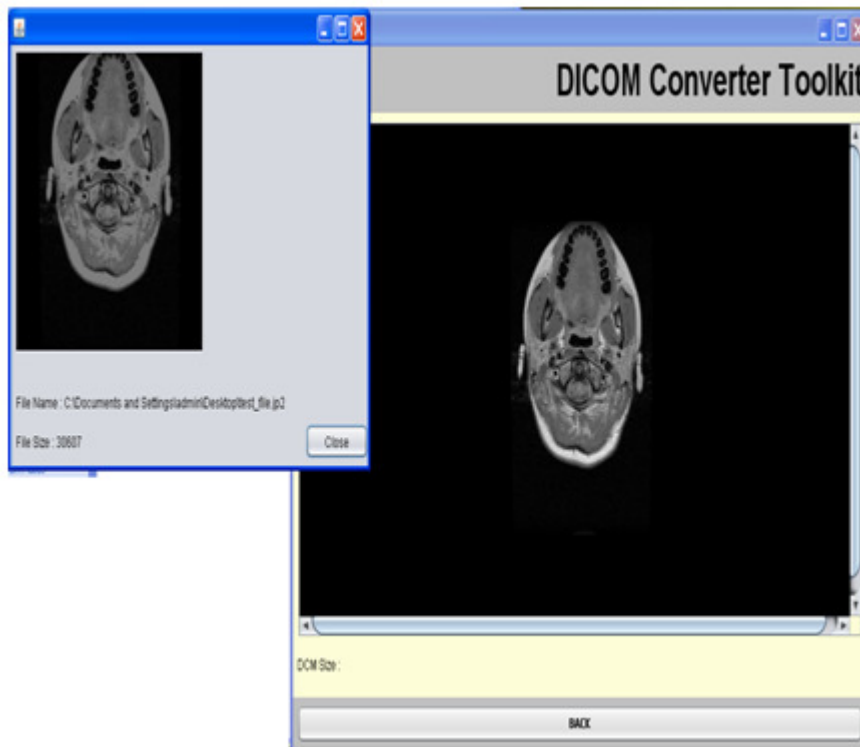 DICOM Converter Toolkit
File Name : C:\Documents and Settings\admin\Desktop\test_file.jp2
File Size : 30607
Close
DCM Size :
BACK